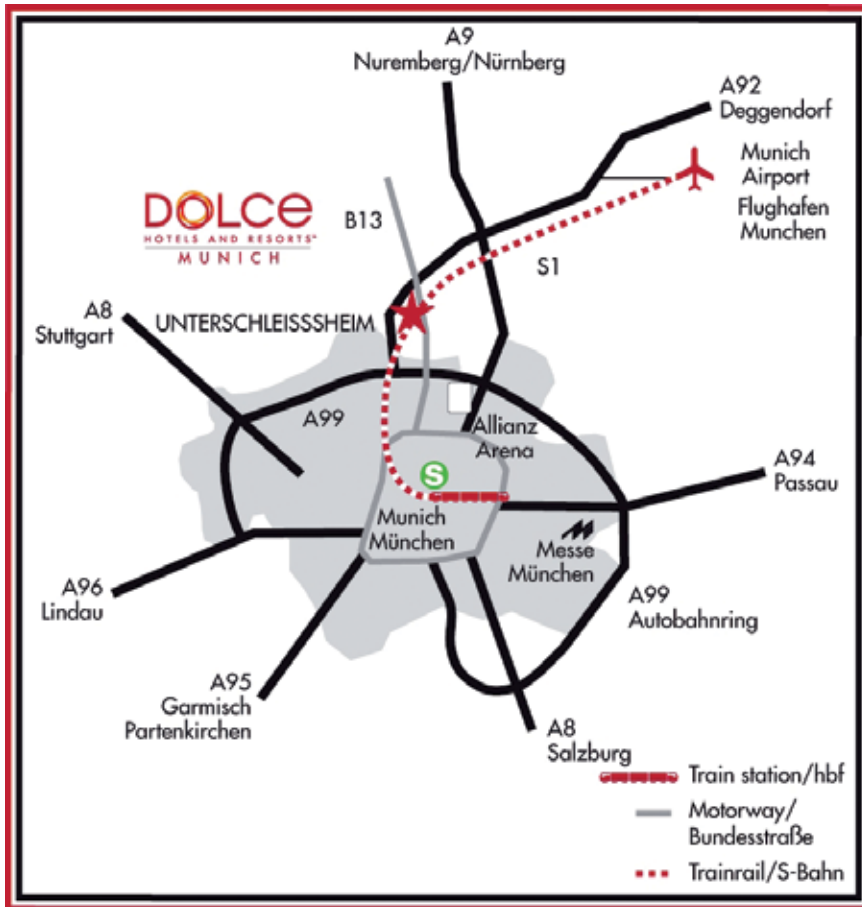 A9
Nuremberg/Nürnberg
A92
Deggendorf
Munich
Airport
Flughafen
Munchen
DOLCE
HOTELS AND RESORTS™
MUNICH
B13
S1
A8
Stuttgart
UNTERSCHLEISSSHEIM
A99
Allianz
Arena
S
A94
Passau
Munich
München
Messe
München
A96
Lindau
A99
Autobahnring
A95
Garmisch
Partenkirchen
A8
Salzburg
Train station/hbf
Motorway/
Bundesstraße
Trainrail/S-Bahn